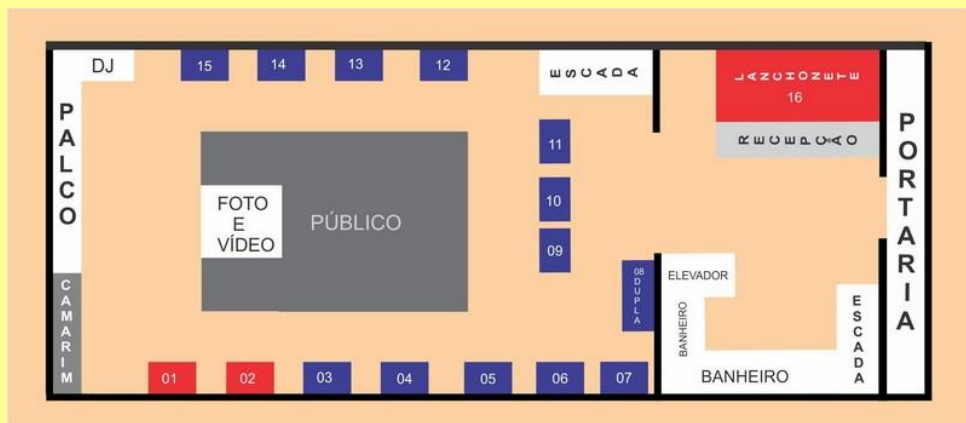 DJ
15
14
13
12
ESCADA
LANCHONETE
16
RECEPÇÃO
PALCO
PORTARIA
11
FOTO
E
VÍDEO
PÚBLICO
10
09
08
DUPLA
ELEVADOR
BANHEIRO
ESCADA
CAMARIM
01
02
03
04
05
06
07
BANHEIRO